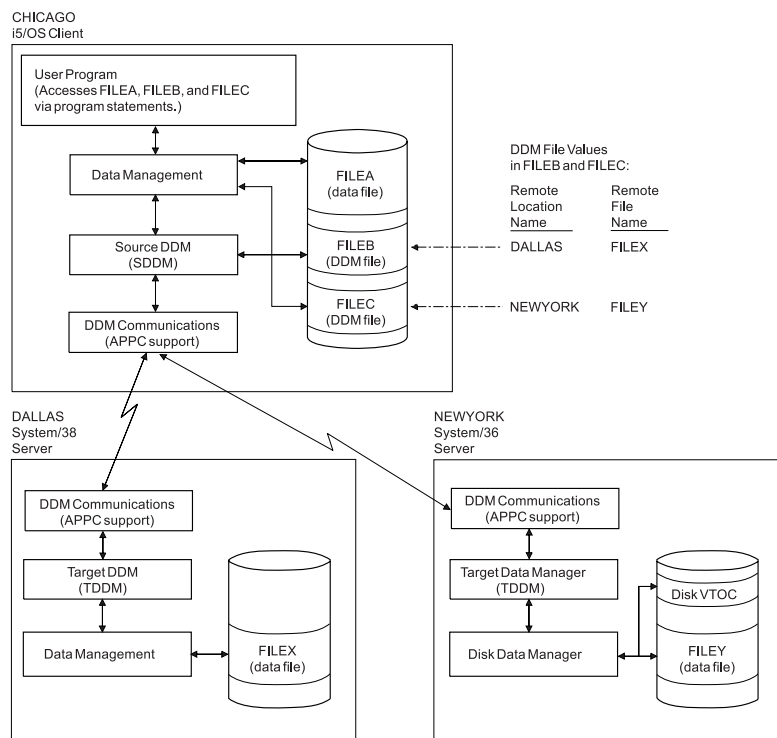 CHICAGO
i5/OS Client
User Program
(Accesses FILEA, FILEB, and FILEC
via program statements.)
Data Management
FILEA
(data file)
Source DDM
(SDDM)
FILEB
(DDM file)
FILEC
(DDM file)
DDM Communications
(APPC support)
DDM File Values
in FILEB and FILEC:
Remote Remote
Location File
Name Name
DALLAS FILEX
NEWYORK FILEY
DALLAS
System/38
Server
DDM Communications
(APPC support)
Target DDM
(TDDM)
Data Management
FILEX
(data file)
NEWYORK
System/36
Server
DDM Communications
(APPC support)
Target Data Manager
(TDDM)
Disk Data Manager
Disk VTOC
FILEY
(data file)